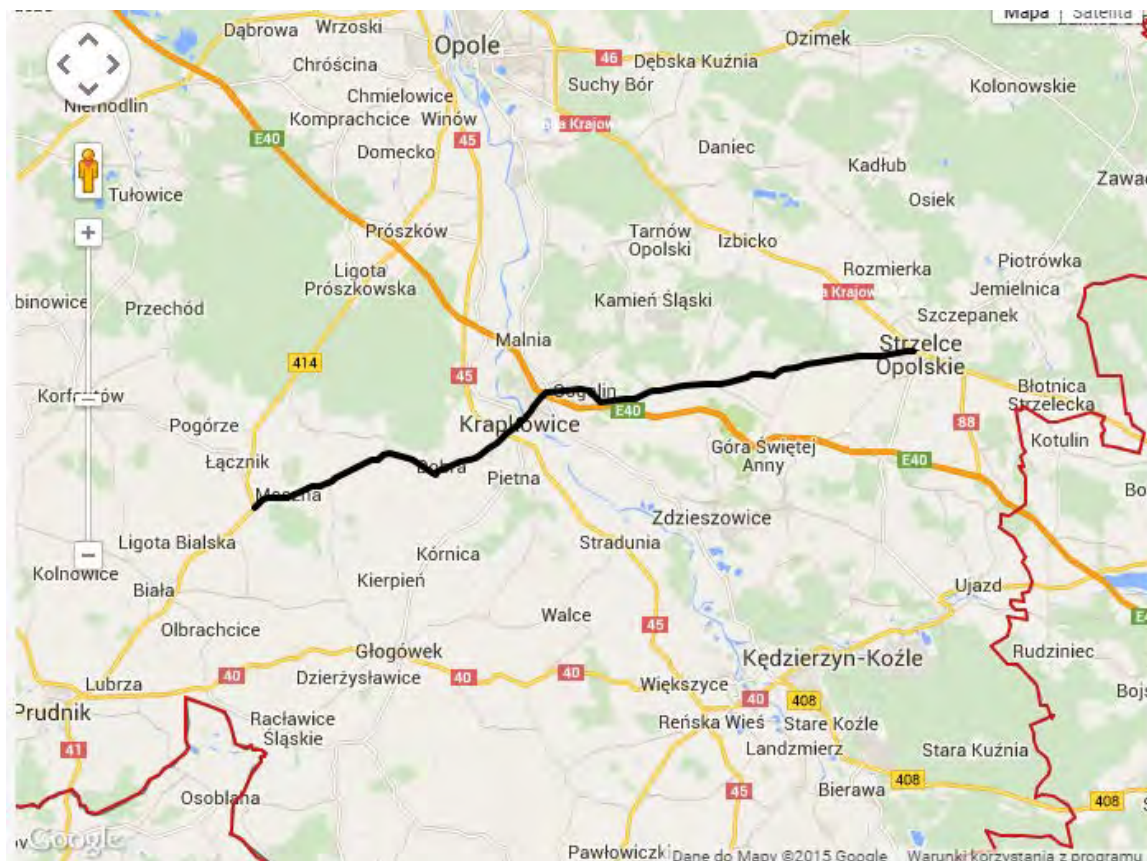 Mapa
Satelita
Dąbrowa
Wrzoski
Opole
Ozimek
46
Dębska Kuźnia
Chróścina
Suchy Bór
Kolonowskie
Niemodlin
Chmielowice
Komprachcice
Winów
45
E40
Domecko
Daniec
Kadłub
Tułowice
Osiek
Prószków
Tarnów
Opolski
Izbicko
Ligota
Prószkowska
Rozmierka
Piotrówka
Jemielnica
Przechód
Kamień Śląski
Szczepanek
Malnia
Strzelce
Opolskie
414
45
Gogolin
E40
Błotnica
Strzelecka
88
Pogórze
Krapkowice
Kotulin
Góra Świętej
Anny
E40
Łącznik
Dobra
Pietna
Moszna
Zdzieszowice
Ligota Bialska
Stradunia
Kórnica
Kolnowice
Kierpień
Biała
Ujazd
Walce
Olbrachcice
45
Głogówek
Kędzierzyn-Koźle
Rudziniec
40
Dzierżysławice
40
40
Lubrza
Większyce
40
408
Prudnik
Racławice
Śląskie
Reńska Wieś
Stare Koźle
41
Landzmierz
Stara Kuźnia
408
Osoblaha
45
Bierawa
408
Google
Pawłowiczki
Dane do Mapy ©2015 Google
Warunki korzystania z programu